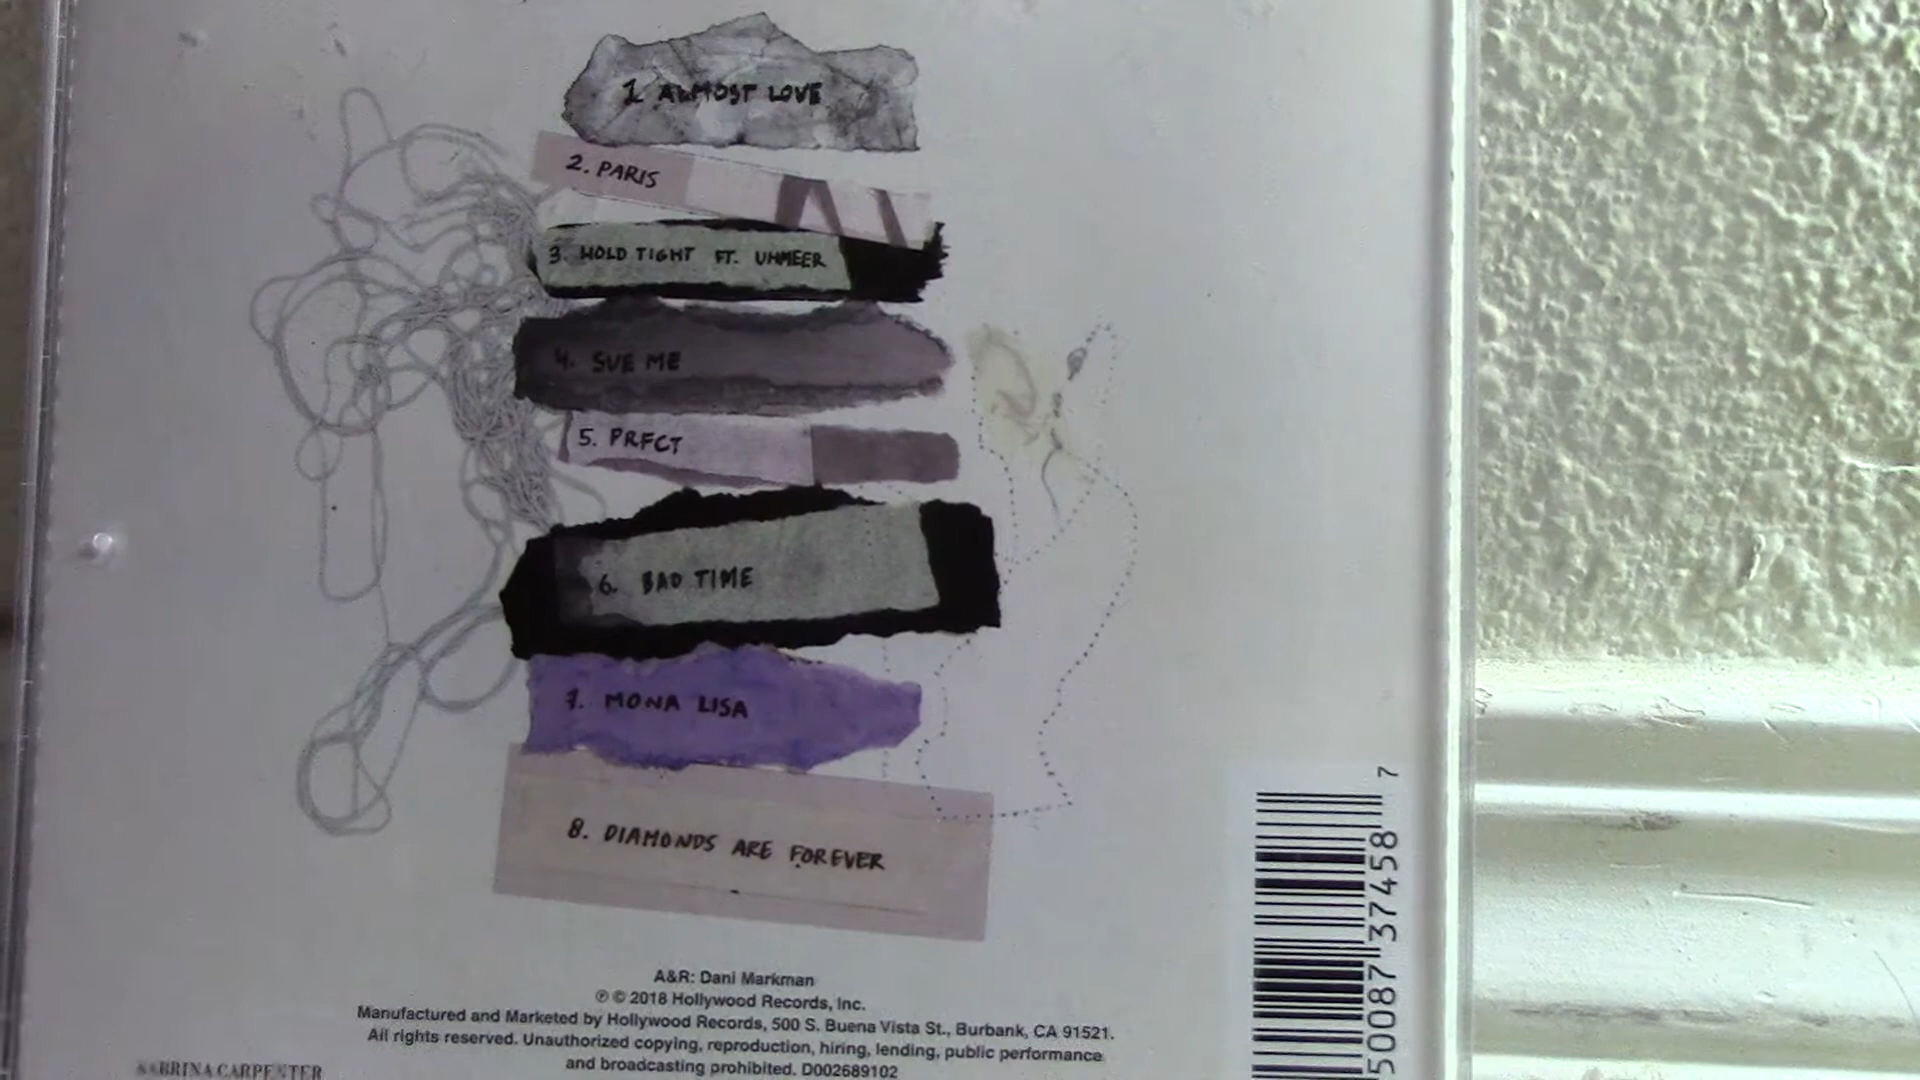 1 ALMOST LOVE
2. PARIS
3. HOLD TIGHT FT. UHMEER
4. SUE ME
5. PRFCT
6. BAD TIME
7. MONA LISA
8. DIAMONDS ARE FOREVER
A&R: Dani Markman
℗ © 2018 Hollywood Records, Inc.
Manufactured and Marketed by Hollywood Records, 500 S. Buena Vista St., Burbank, CA 91521.
All rights reserved. Unauthorized copying, reproduction, hiring, lending, public performance
and broadcasting prohibited. D002689102
SABRINA CARPENTER
50087 37458 7